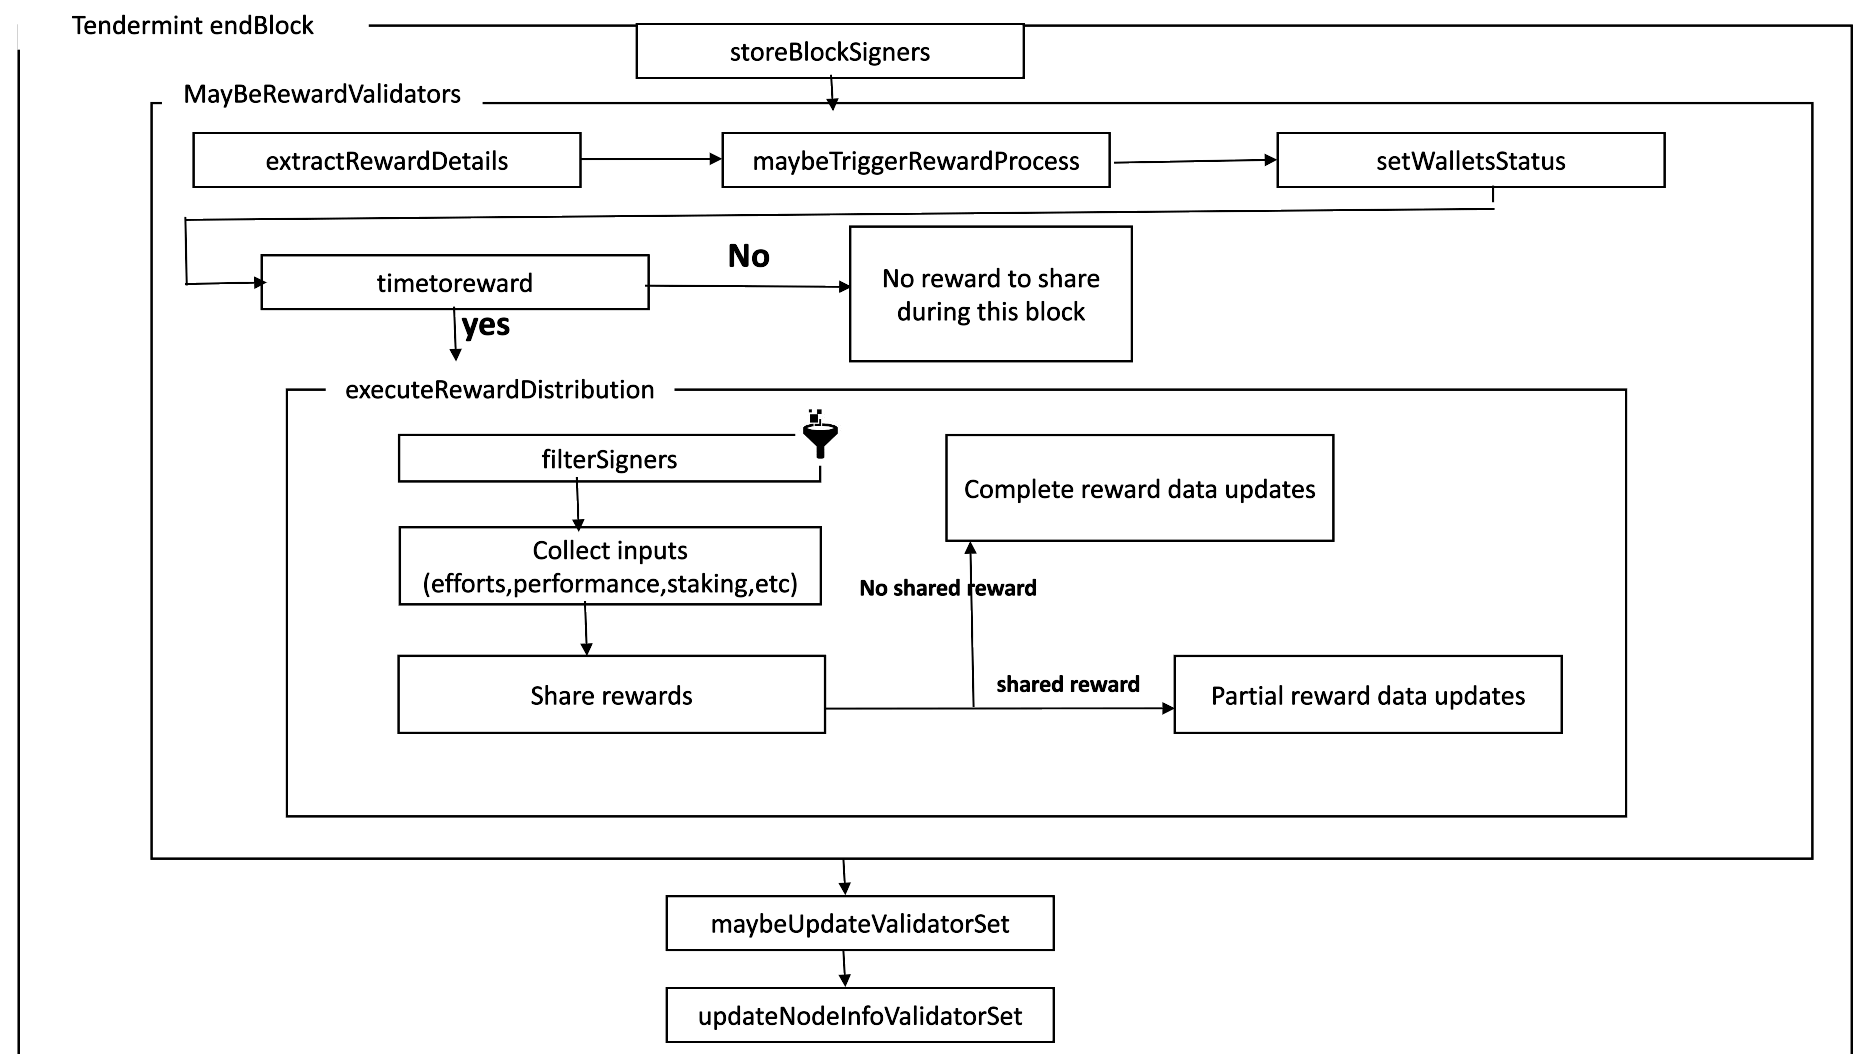 Tendermint endBlock
storeBlockSigners
MayBeRewardValidators
extractRewardDetails
maybeTriggerRewardProcess
setWalletsStatus
timetoreward
No
No reward to share
during this block
yes
executeRewardDistribution
filterSigners
Collect inputs
(efforts,performance,staking,etc)
Complete reward data updates
No shared reward
Share rewards
shared reward
Partial reward data updates
maybeUpdateValidatorSet
updateNodeInfoValidatorSet